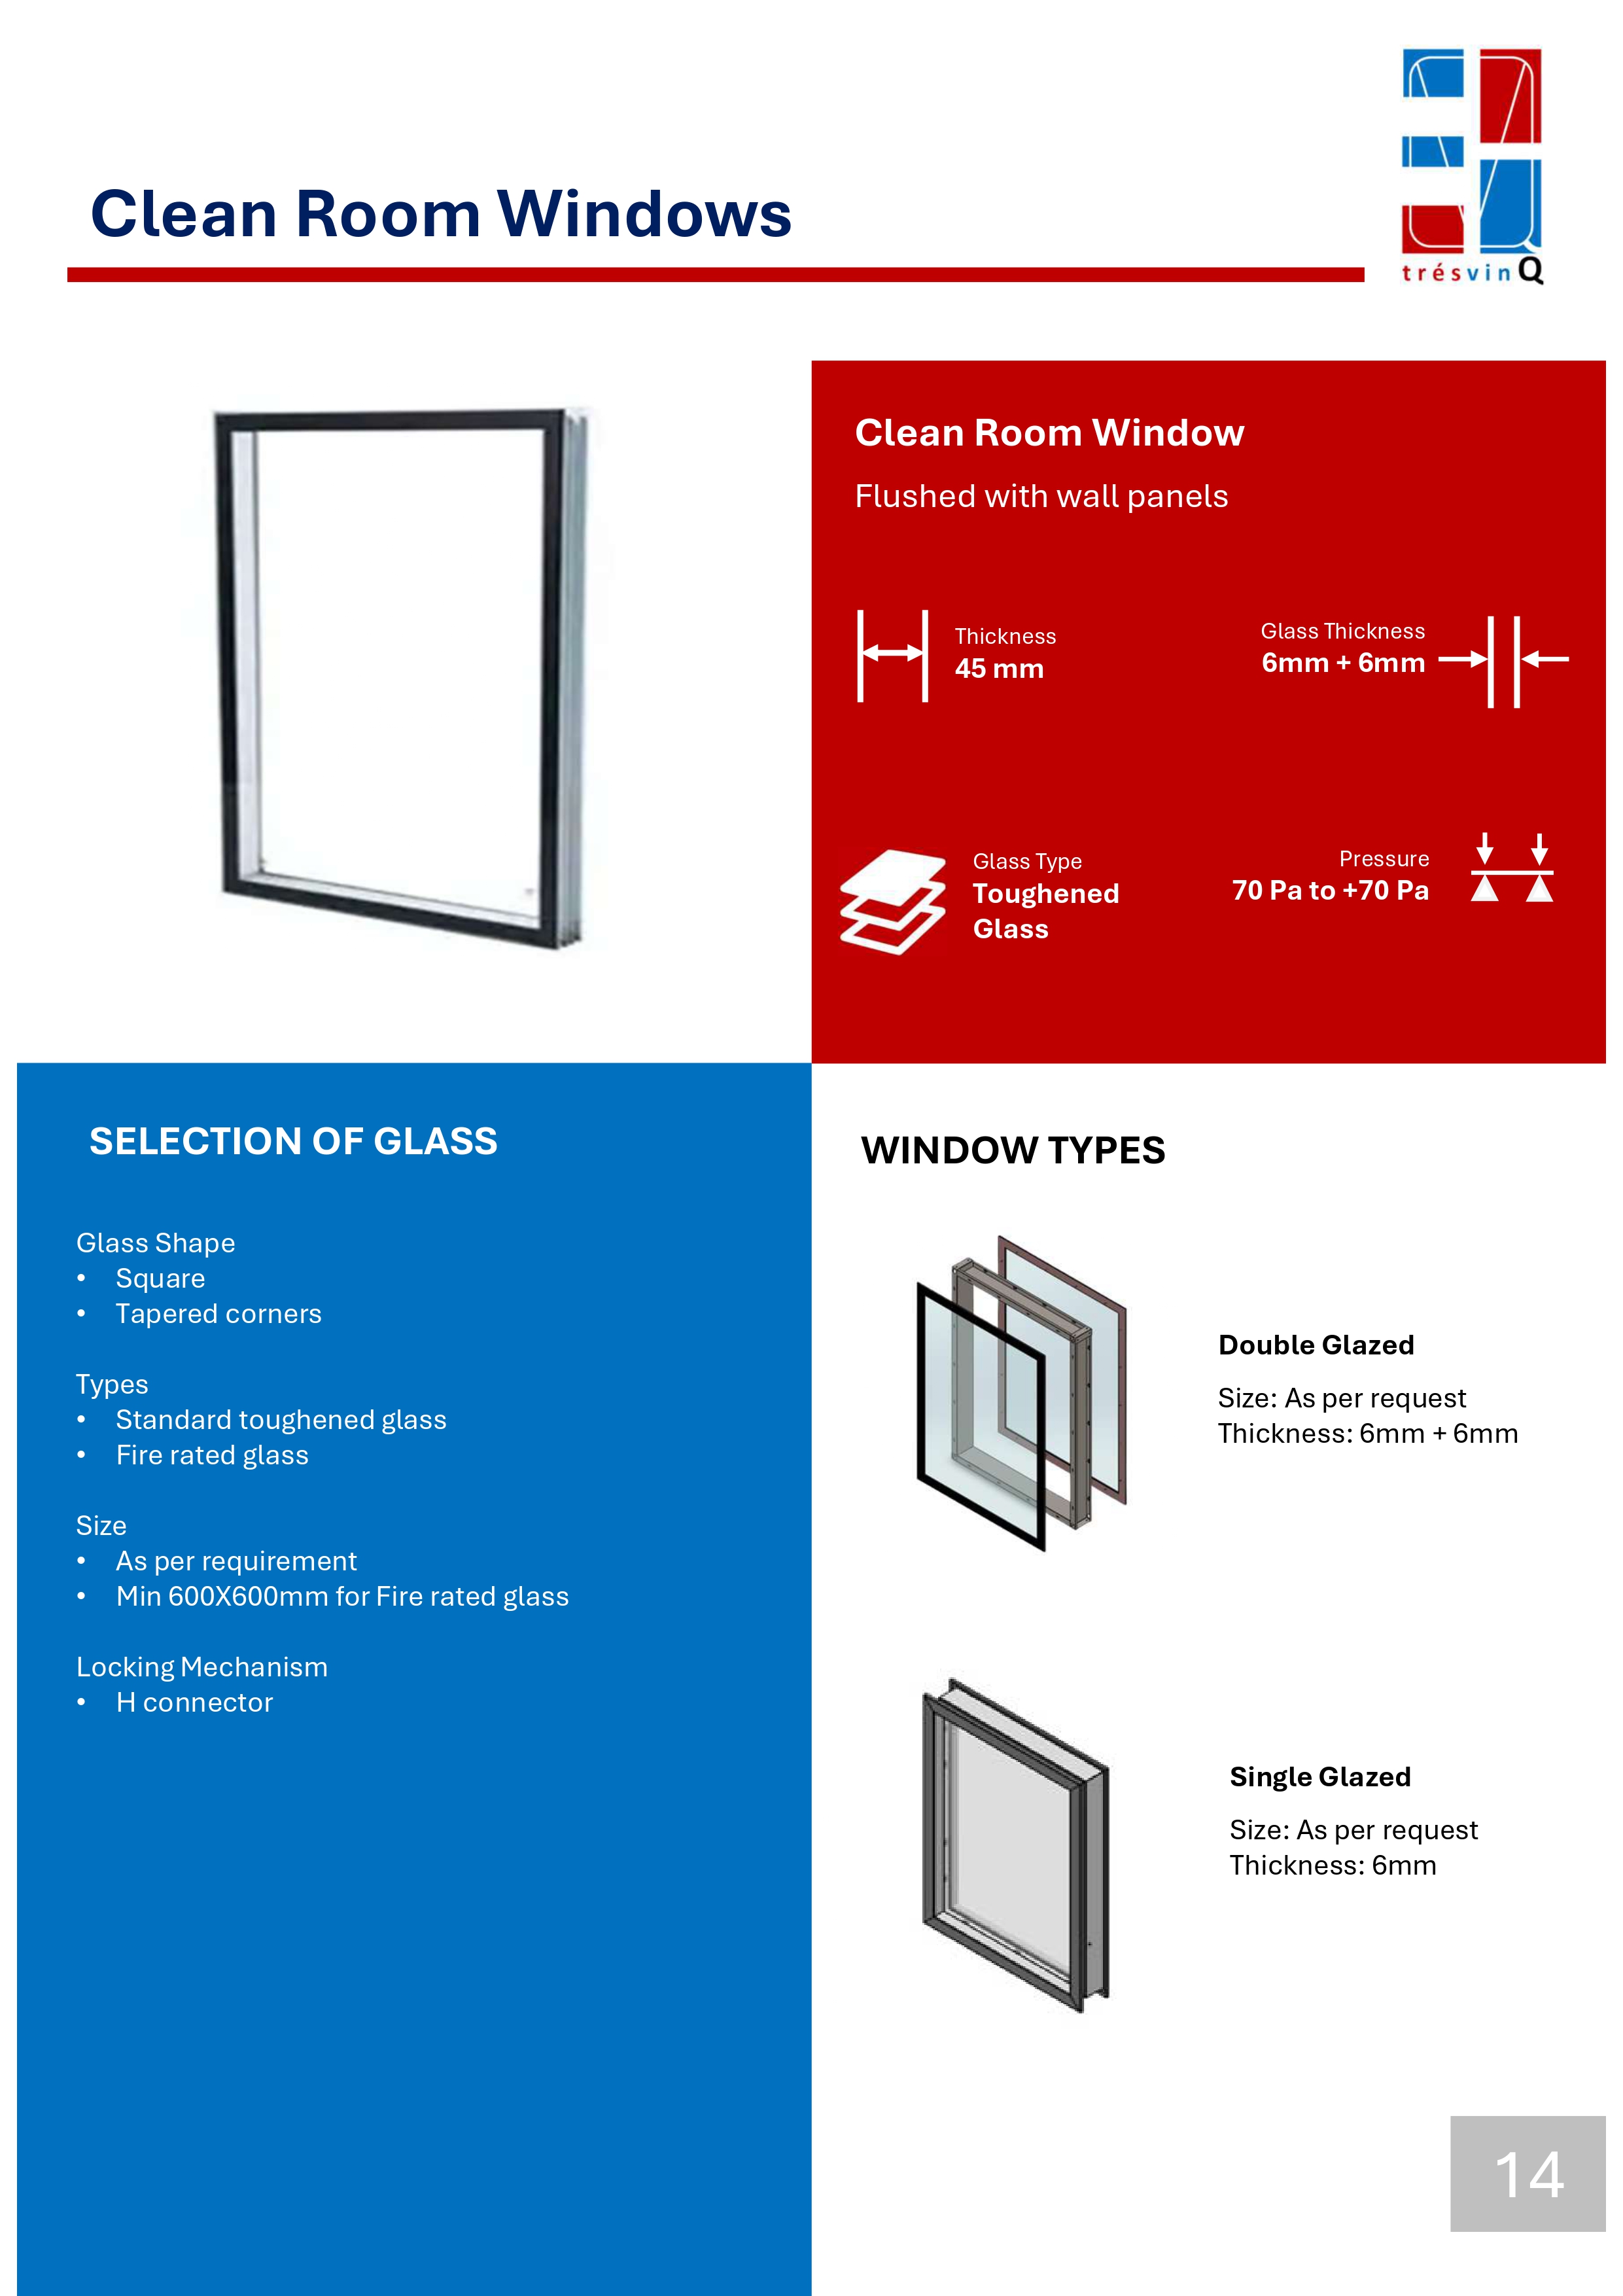 Clean Room Windows
trésvinQ
Clean Room Window
Flushed with wall panels
Thickness
45 mm
Glass Thickness
6mm + 6mm
Glass Type
Toughened
Glass
Pressure
70 Pa to +70 Pa
SELECTION OF GLASS
Glass Shape
• Square
• Tapered corners
Types
• Standard toughened glass
• Fire rated glass
Size
• As per requirement
• Min 600X600mm for Fire rated glass
Locking Mechanism
• H connector
WINDOW TYPES
Double Glazed
Size: As per request
Thickness: 6mm + 6mm
Single Glazed
Size: As per request
Thickness: 6mm
14